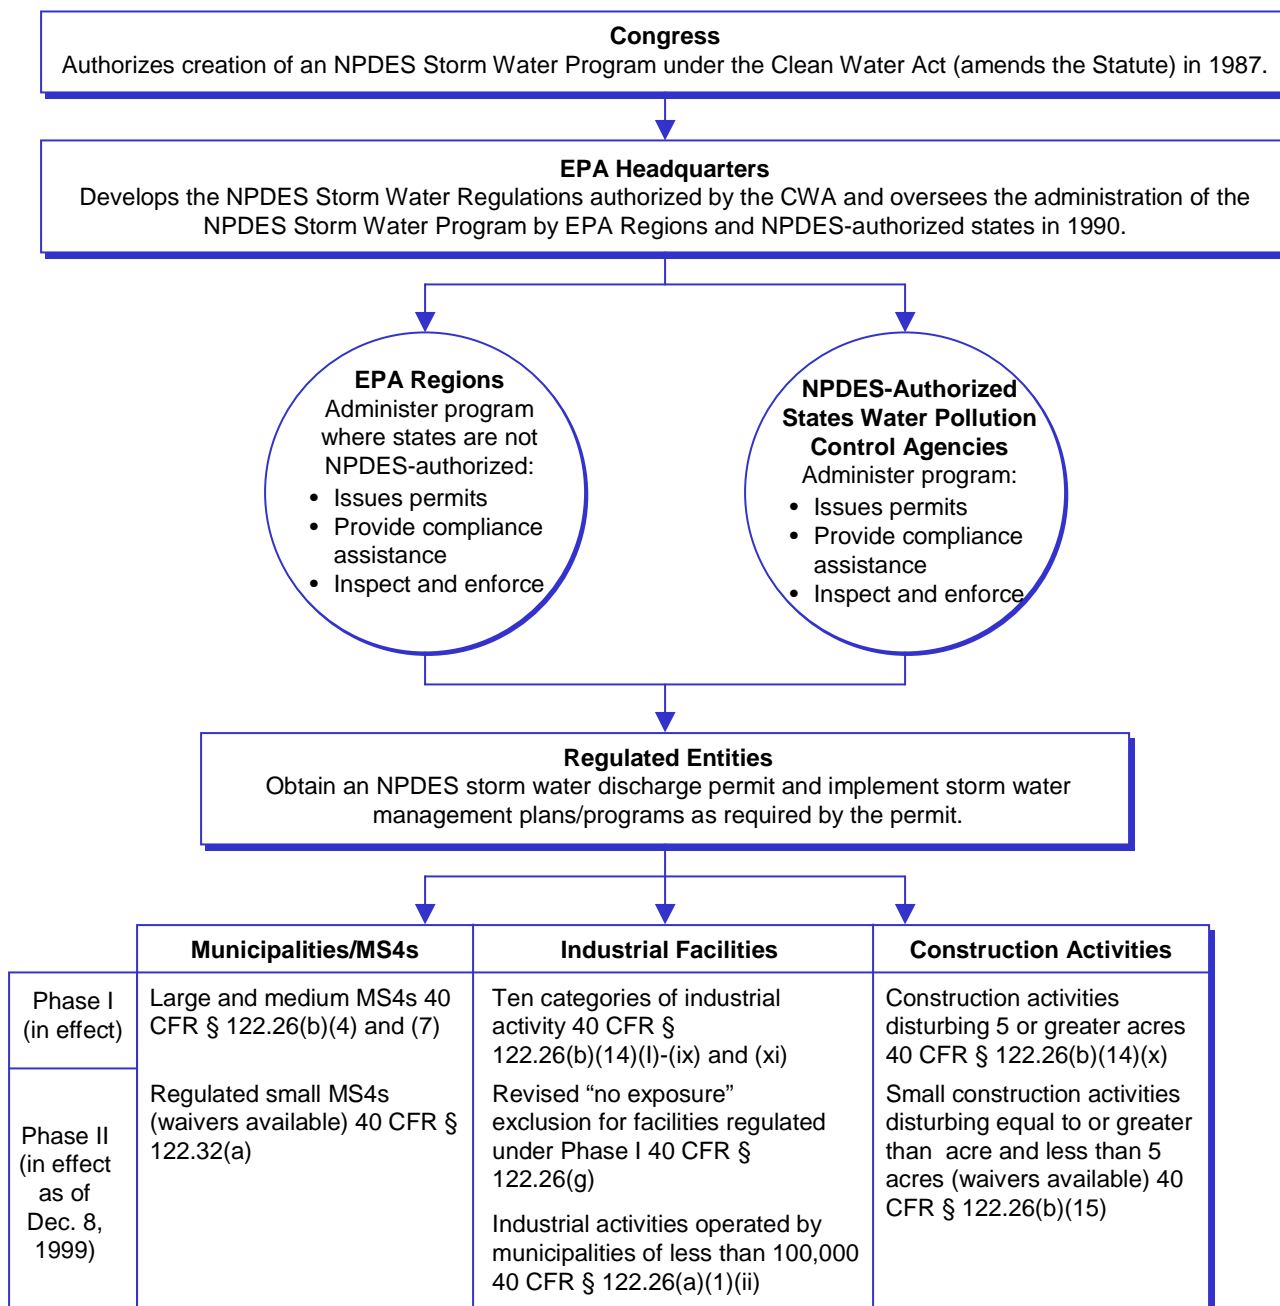 Congress
Authorizes creation of an NPDES Storm Water Program under the Clean Water Act (amends the Statute) in 1987.
EPA Headquarters
Develops the NPDES Storm Water Regulations authorized by the CWA and oversees the administration of the
NPDES Storm Water Program by EPA Regions and NPDES-authorized states in 1990.
EPA Regions
Administer program
where states are not
NPDES-authorized:
• Issues permits
• Provide compliance
assistance
• Inspect and enforce
NPDES-Authorized
States Water Pollution
Control Agencies
Administer program:
• Issues permits
• Provide compliance
assistance
• Inspect and enforce
Regulated Entities
Obtain an NPDES storm water discharge permit and implement storm water
management plans/programs as required by the permit.
Municipalities/MS4s
Industrial Facilities
Construction Activities
Phase I
(in effect)
Large and medium MS4s 40
CFR § 122.26(b)(4) and (7)
Ten categories of industrial
activity 40 CFR §
122.26(b)(14)(I)-(ix) and (xi)
Construction activities
disturbing 5 or greater acres
40 CFR § 122.26(b)(14)(x)
Phase II
(in effect
as of
Dec. 8,
1999)
Regulated small MS4s
(waivers available) 40 CFR §
122.32(a)
Revised “no exposure”
exclusion for facilities regulated
under Phase I 40 CFR §
122.26(g)
Industrial activities operated by
municipalities of less than 100,000
40 CFR § 122.26(a)(1)(ii)
Small construction activities
disturbing equal to or greater
than acre and less than 5
acres (waivers available) 40
CFR § 122.26(b)(15)